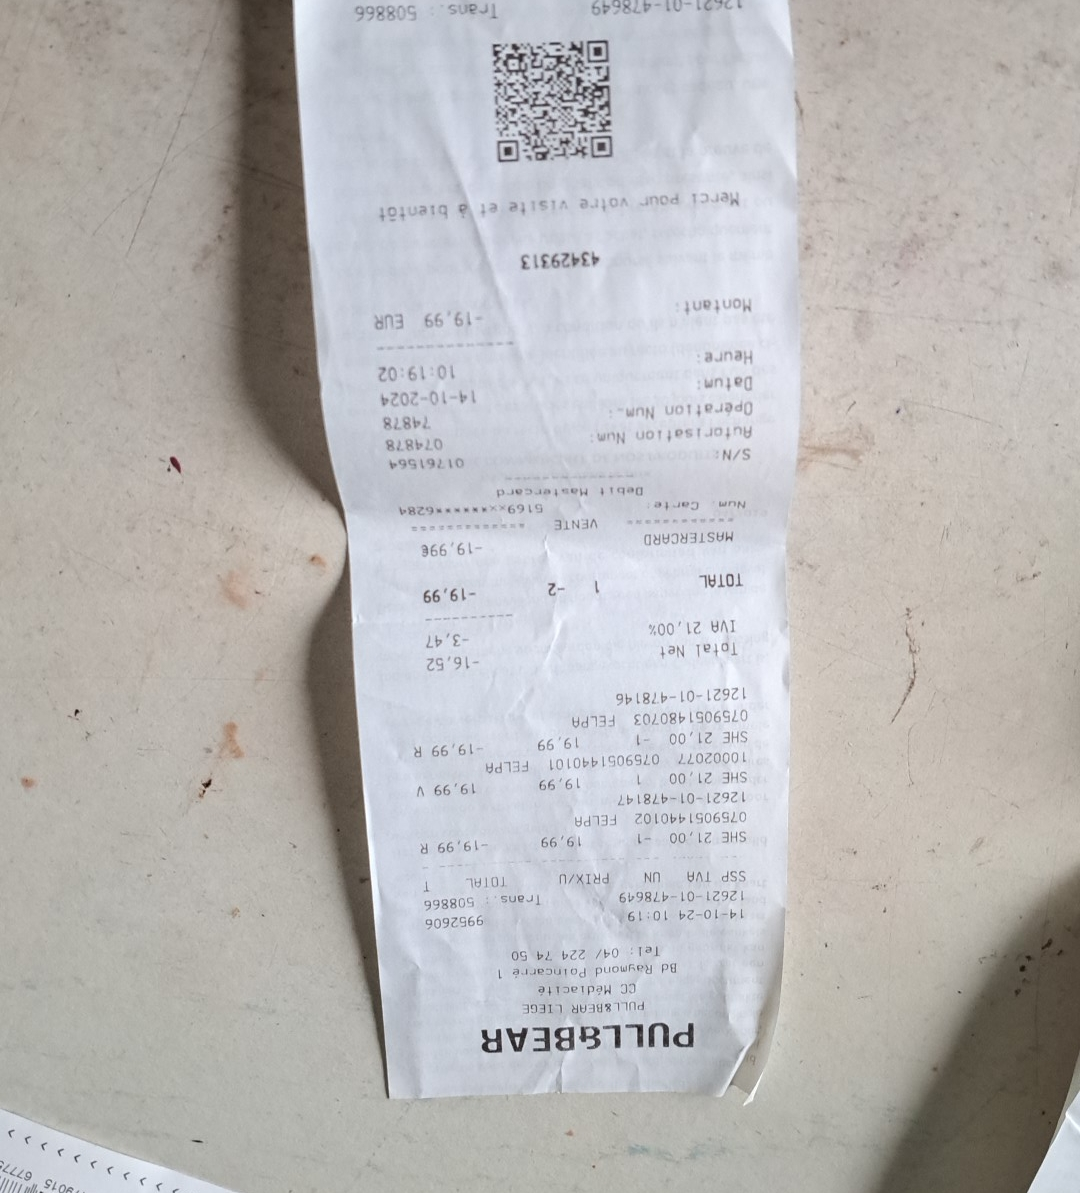 PULL&BEAR
PULL&BEAR LIEGE
CC Médiacité
Bd Raymond Poincarré 1
Tel: 04/ 224 74 50
14-10-24 10:19 9952606
12621-01-478649 Trans.: 508866
SSP TVA UN PRIX/U TOTAL T
SHE 21,00 -1 19,99 -19,99 R
07590514440102 FELPA
12621-01-478147
SHE 21,00 1 19,99 19,99 V
10002077 07590514440101 FELPA
SHE 21,00 -1 19,99 -19,99 R
07590514480703 FELPA
12621-01-478146
Total Net -16,52
IVA 21,00% -3,47
----------
TOTAL 1 -2 -19,99
MASTERCARD -19,99€
============= VENTE =============
Num. Carte: 5169********6284
Debit Mastercard
S/N: 01761564
Autorisation Num: 074878
Opération Num.: 74878
Datum: 14-10-2024
Heure: 10:19:02
Montant: -19,99 EUR
43429313
Merci pour votre visite et à bientôt
12621-01-478649 Trans.: 508866